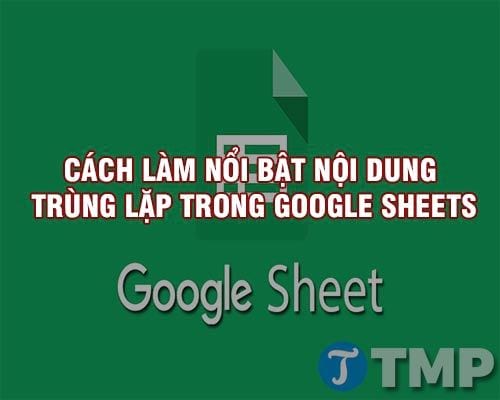 CÁCH LÀM NỔI BẬT NỘI DUNG
TRÙNG LẶP TRONG GOOGLE SHEETS
Google Sheet
T TMP